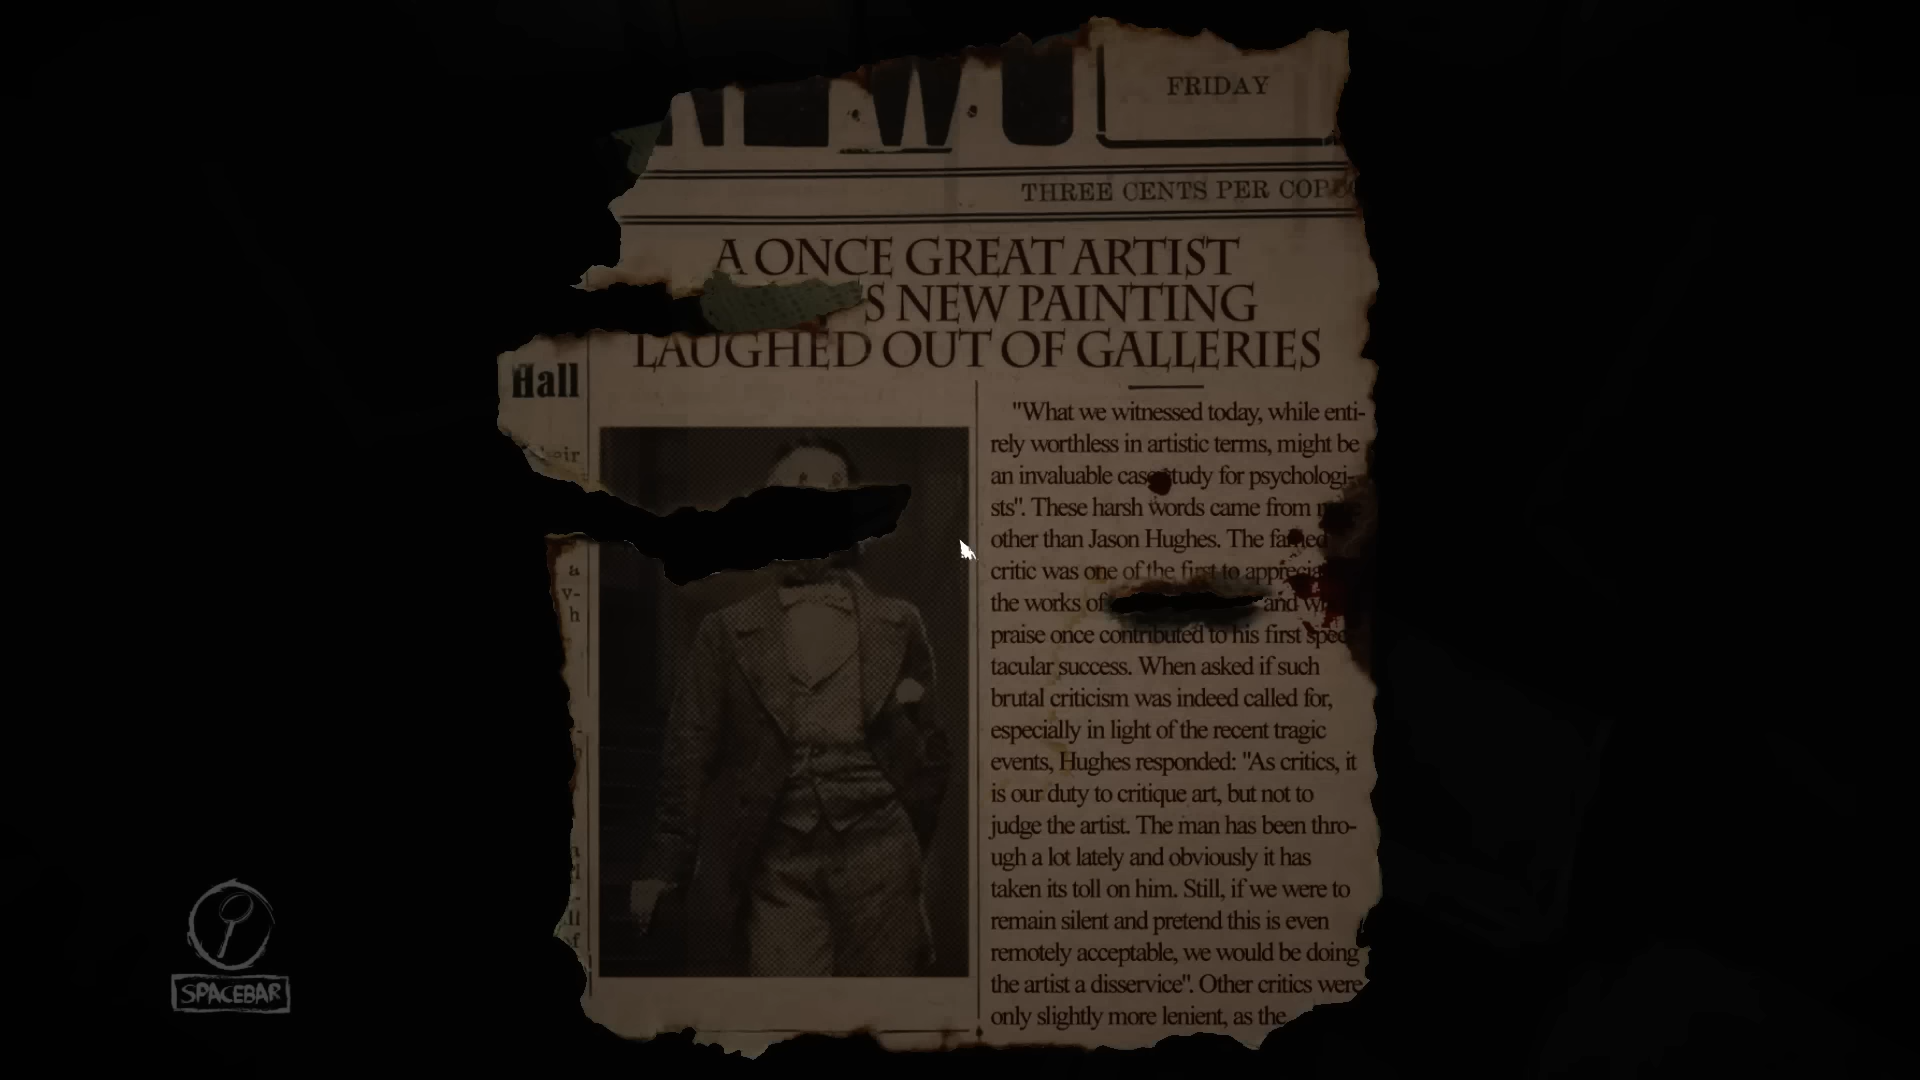 FRIDAY
THREE CENTS PER COP
A ONCE GREAT ARTIST
S NEW PAINTING
LAUGHED OUT OF GALLERIES
Hall
"What we witnessed today, while enti-
rely worthless in artistic terms, might be
an invaluable case study for psychologi-
sts". These harsh words came from
other than Jason Hughes. The famed
critic was one of the first to apprecia
the works of and
praise once contributed to his first spec-
tacular success. When asked if such
brutal criticism was indeed called for,
especially in light of the recent tragic
events, Hughes responded: "As critics, it
is our duty to critique art, but not to
judge the artist. The man has been thro-
ugh a lot lately and obviously it has
taken its toll on him. Still, if we were to
remain silent and pretend this is even
remotely acceptable, we would be doing
the artist a disservice". Other critics were
only slightly more lenient, as the
a
v-
h
SPACEBAR